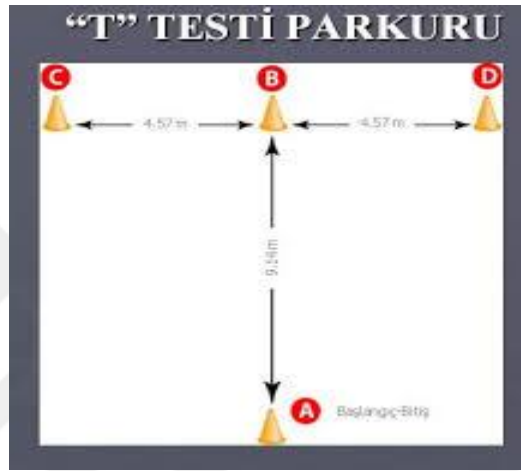 “T” TESTİ PARKURU
C B D
4.57 m 4.57 m
9.14m
A Başlangıç-Bitiş